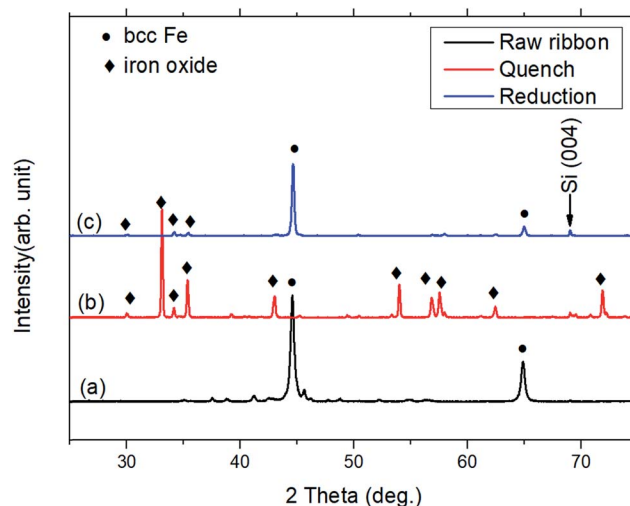 ● bcc Fe
◆ iron oxide
Raw ribbon
Quench
Reduction
Si (004)
(c)
(b)
(a)
Intensity(arb. unit)
30 40 50 60 70
2 Theta (deg.)